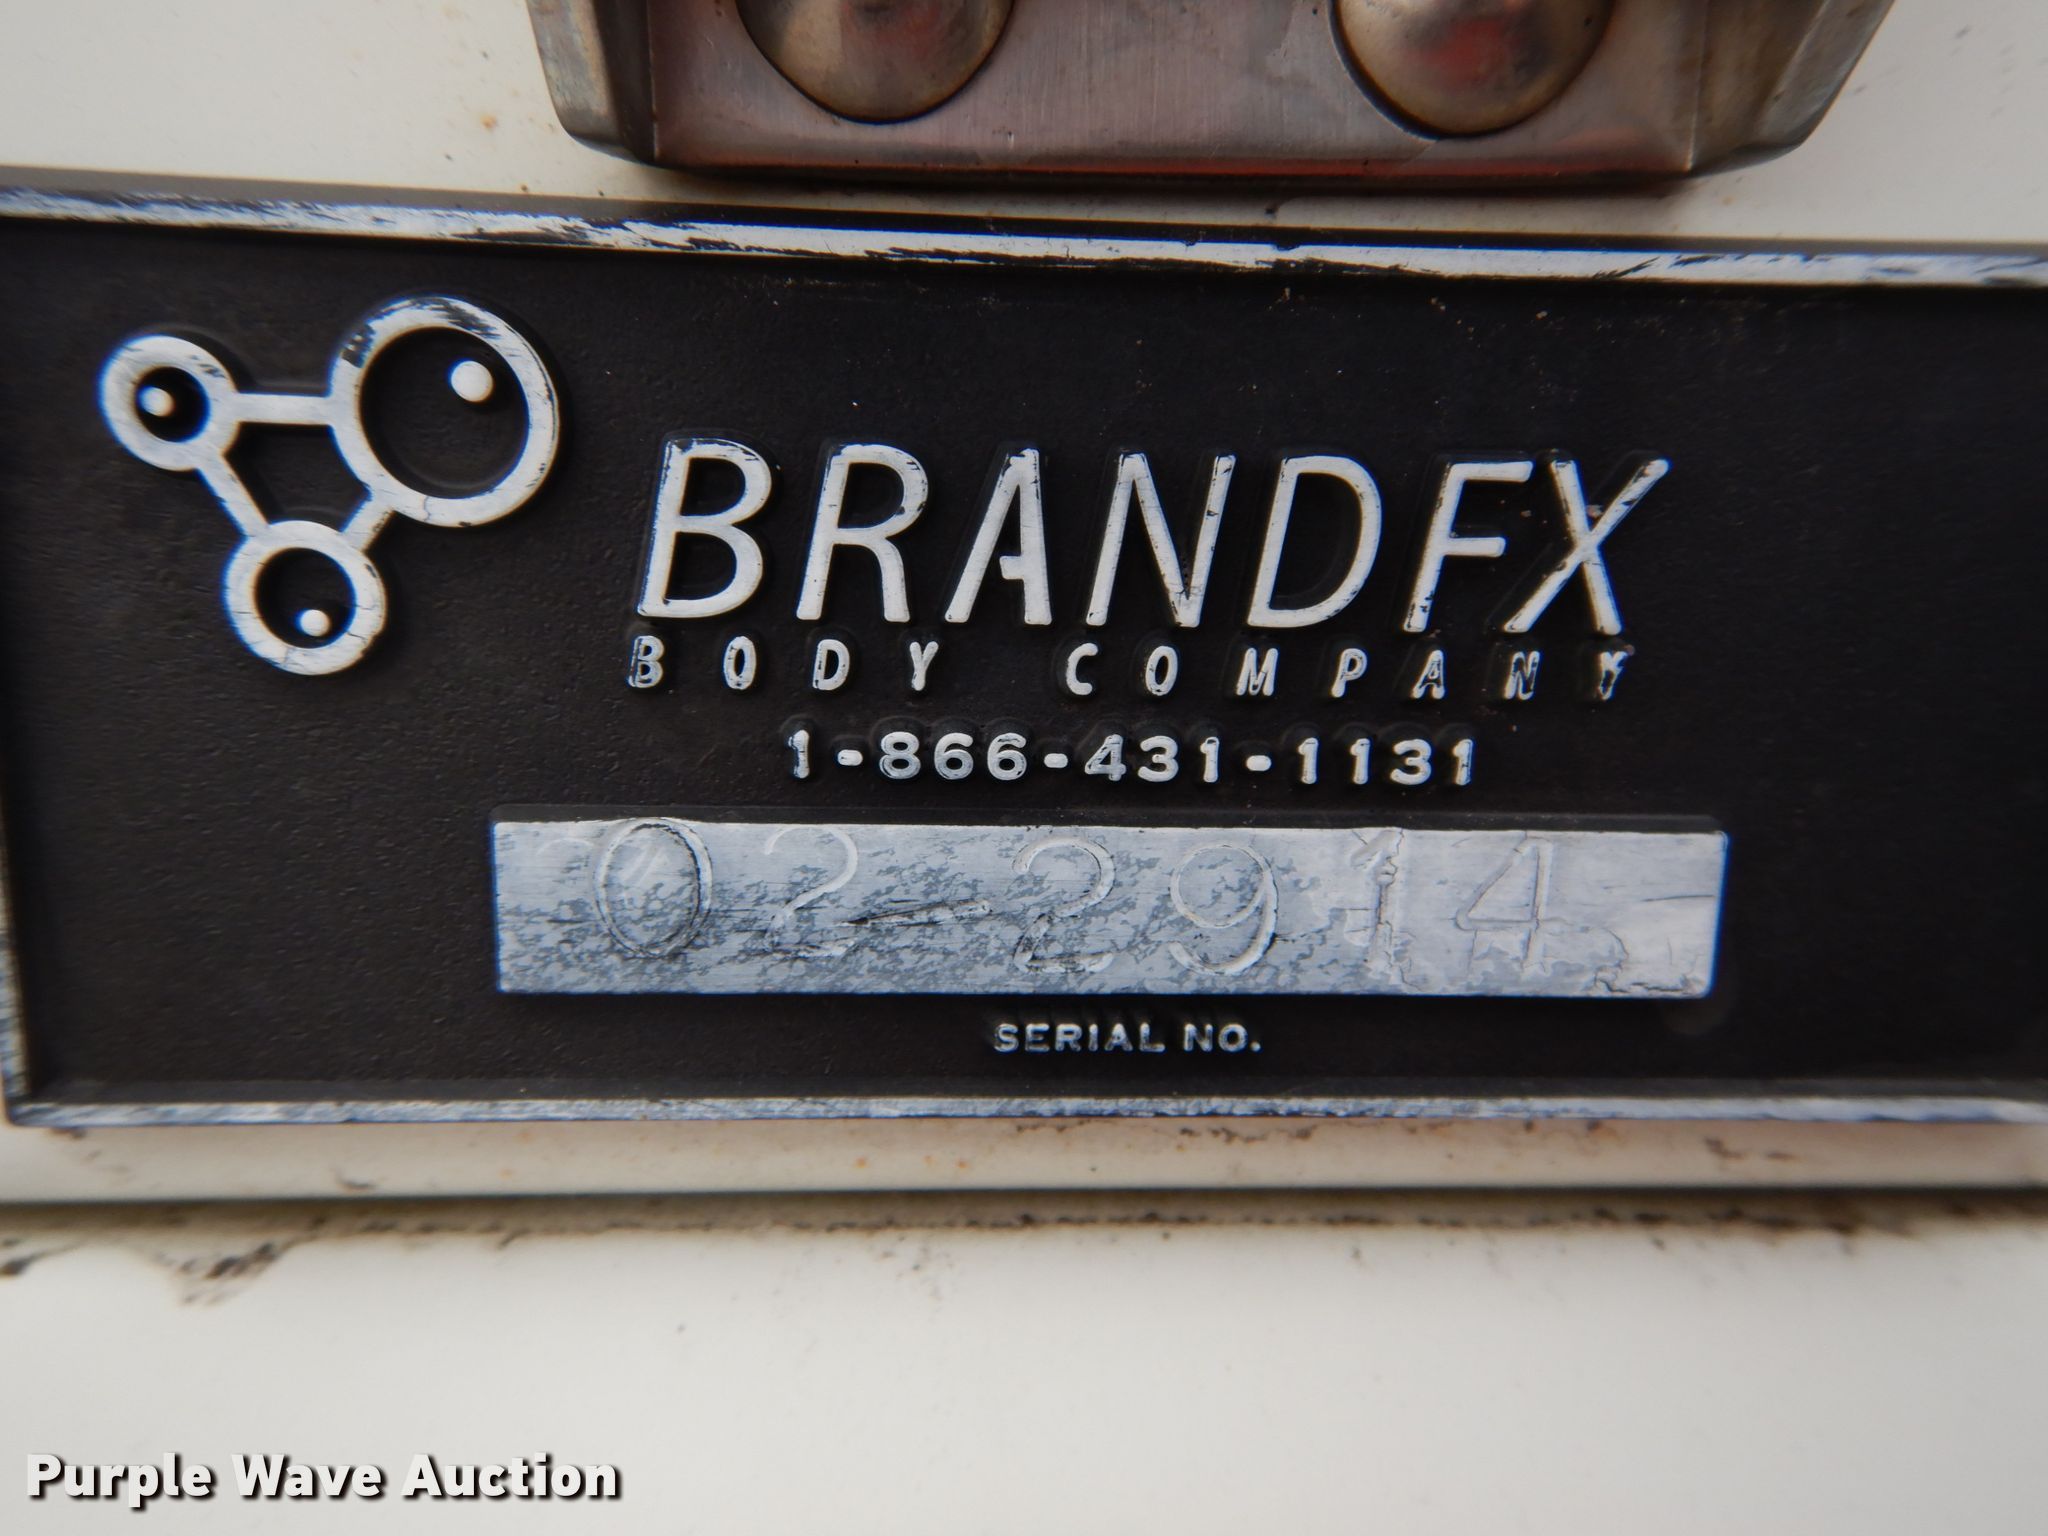 BRANDFX
BODY COMPANY
1-866-431-1131
02-2914
SERIAL NO.
Purple Wave Auction